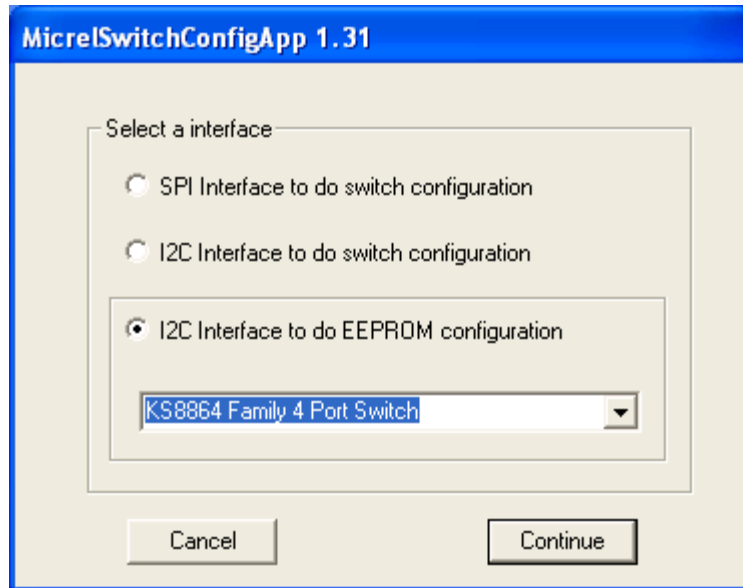 MicrelSwitchConfigApp 1.31
Select a interface
SPI Interface to do switch configuration
I2C Interface to do switch configuration
I2C Interface to do EEPROM configuration
KS8864 Family 4 Port Switch
Cancel
Continue